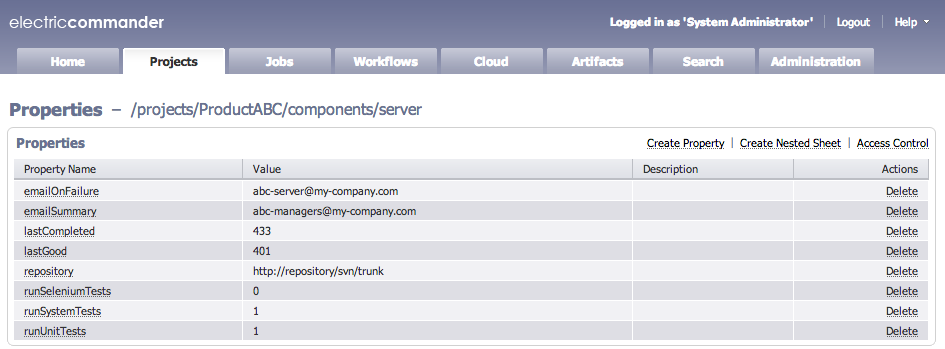 electriccommander Logged in as 'System Administrator' Logout Help
Home Projects Jobs Workflows Cloud Artifacts Search Administration
Properties – /projects/ProductABC/components/server
Properties Create Property Create Nested Sheet Access Control
Property Name Value Description Actions
emailOnFailure abc-server@my-company.com Delete
emailSummary abc-managers@my-company.com Delete
lastCompleted 433 Delete
lastGood 401 Delete
repository http://repository/svn/trunk Delete
runSeleniumTests 0 Delete
runSystemTests 1 Delete
runUnitTests 1 Delete